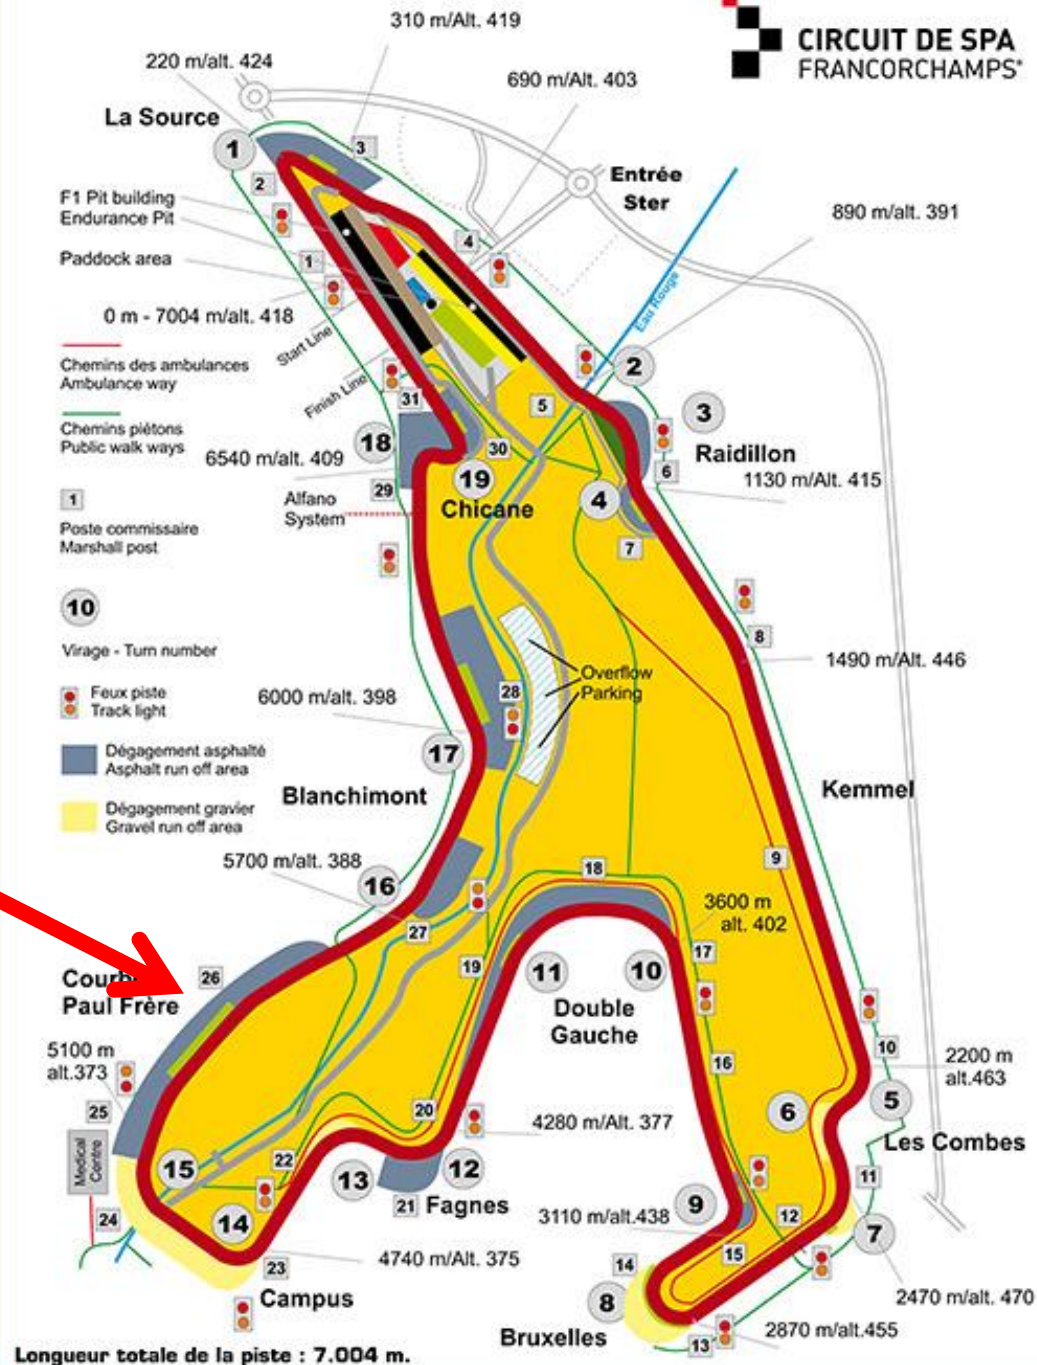 310 m/Alt. 419
CIRCUIT DE SPA
FRANCORCHAMPS®
220 m/alt. 424
690 m/Alt. 403
La Source
1
3
2
Entrée
Ster
F1 Pit building
Endurance Pit
890 m/alt. 391
4
1
Paddock area
Eau Rouge
0 m - 7004 m/alt. 418
Start Line
Chemins des ambulances
Ambulance way
2
Finish Line
31
5
3
Chemins piétons
Public walk ways
18
30
Raidillon
6540 m/alt. 409
6
19
1130 m/Alt. 415
29
1
Alfano
System
Chicane
4
Poste commissaire
Marshall post
7
10
8
Virage - Turn number
1490 m/Alt. 446
Overflow
Parking
Feux piste
Track light
6000 m/alt. 398
28
Dégagement asphalté
Asphalt run off area
17
Kemmel
Blanchimont
Dégagement gravier
Gravel run off area
5700 m/alt. 388
9
18
16
3600 m
alt. 402
27
17
19
26
11
10
Paul Frère
Double
Gauche
5100 m
alt.373
10
2200 m
alt.463
16
25
5
6
20
4280 m/Alt. 377
Les Combes
Medical
Centre
22
15
13
12
11
21
Fagnes
9
24
14
3110 m/alt.438
12
7
15
4740 m/Alt. 375
23
14
Campus
8
2470 m/alt. 470
Bruxelles
13
2870 m/alt.455
Longueur totale de la piste : 7.004 m.